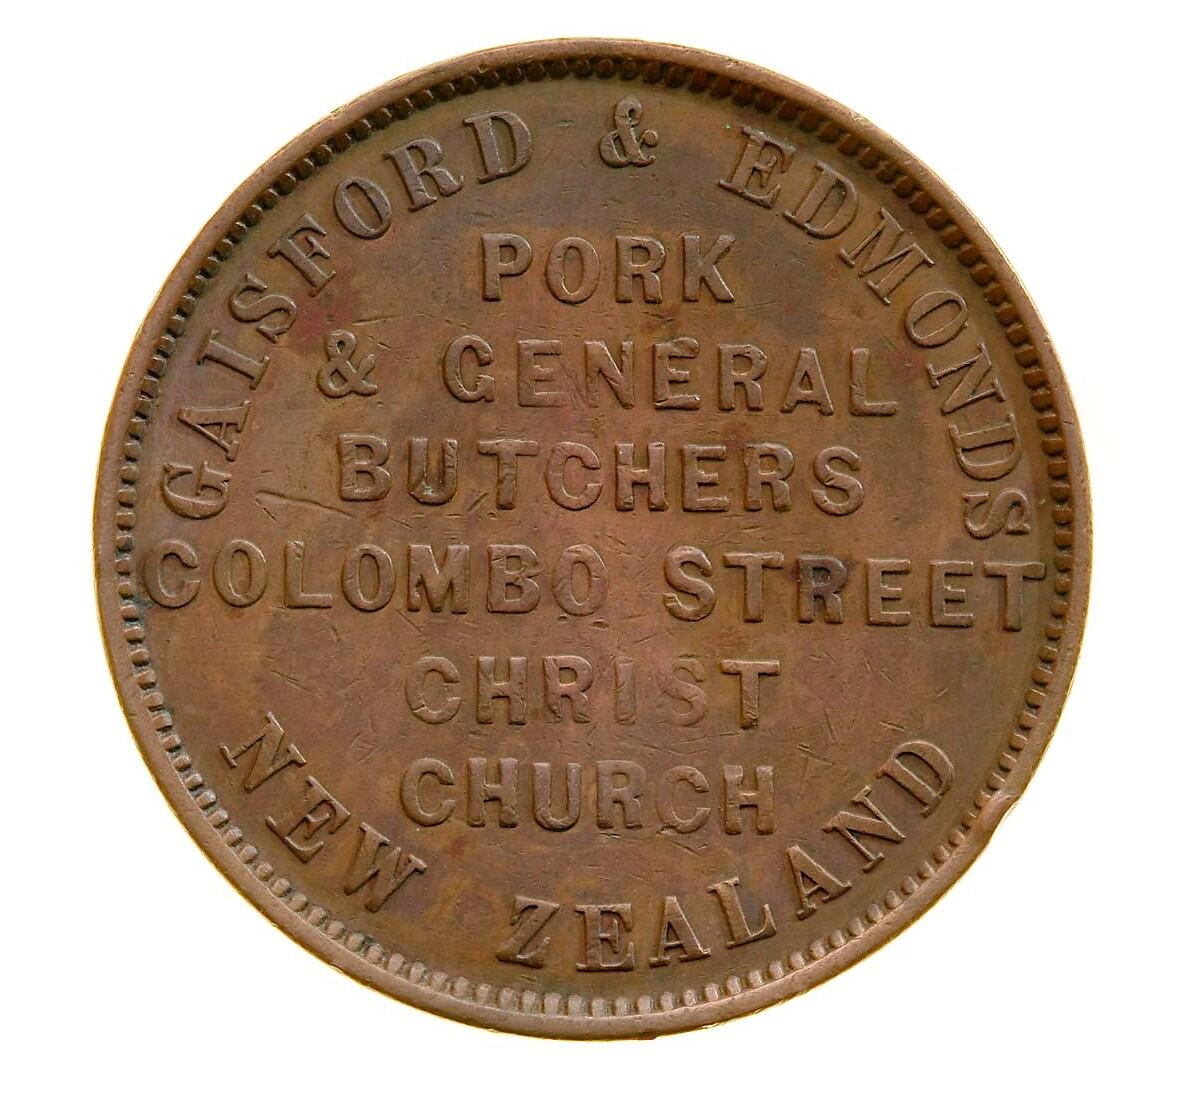 GAISFORD & EDMONDS
PORK
& GENERAL
BUTCHERS
COLOMBO STREET
CHRIST
CHURCH
NEW ZEALAND